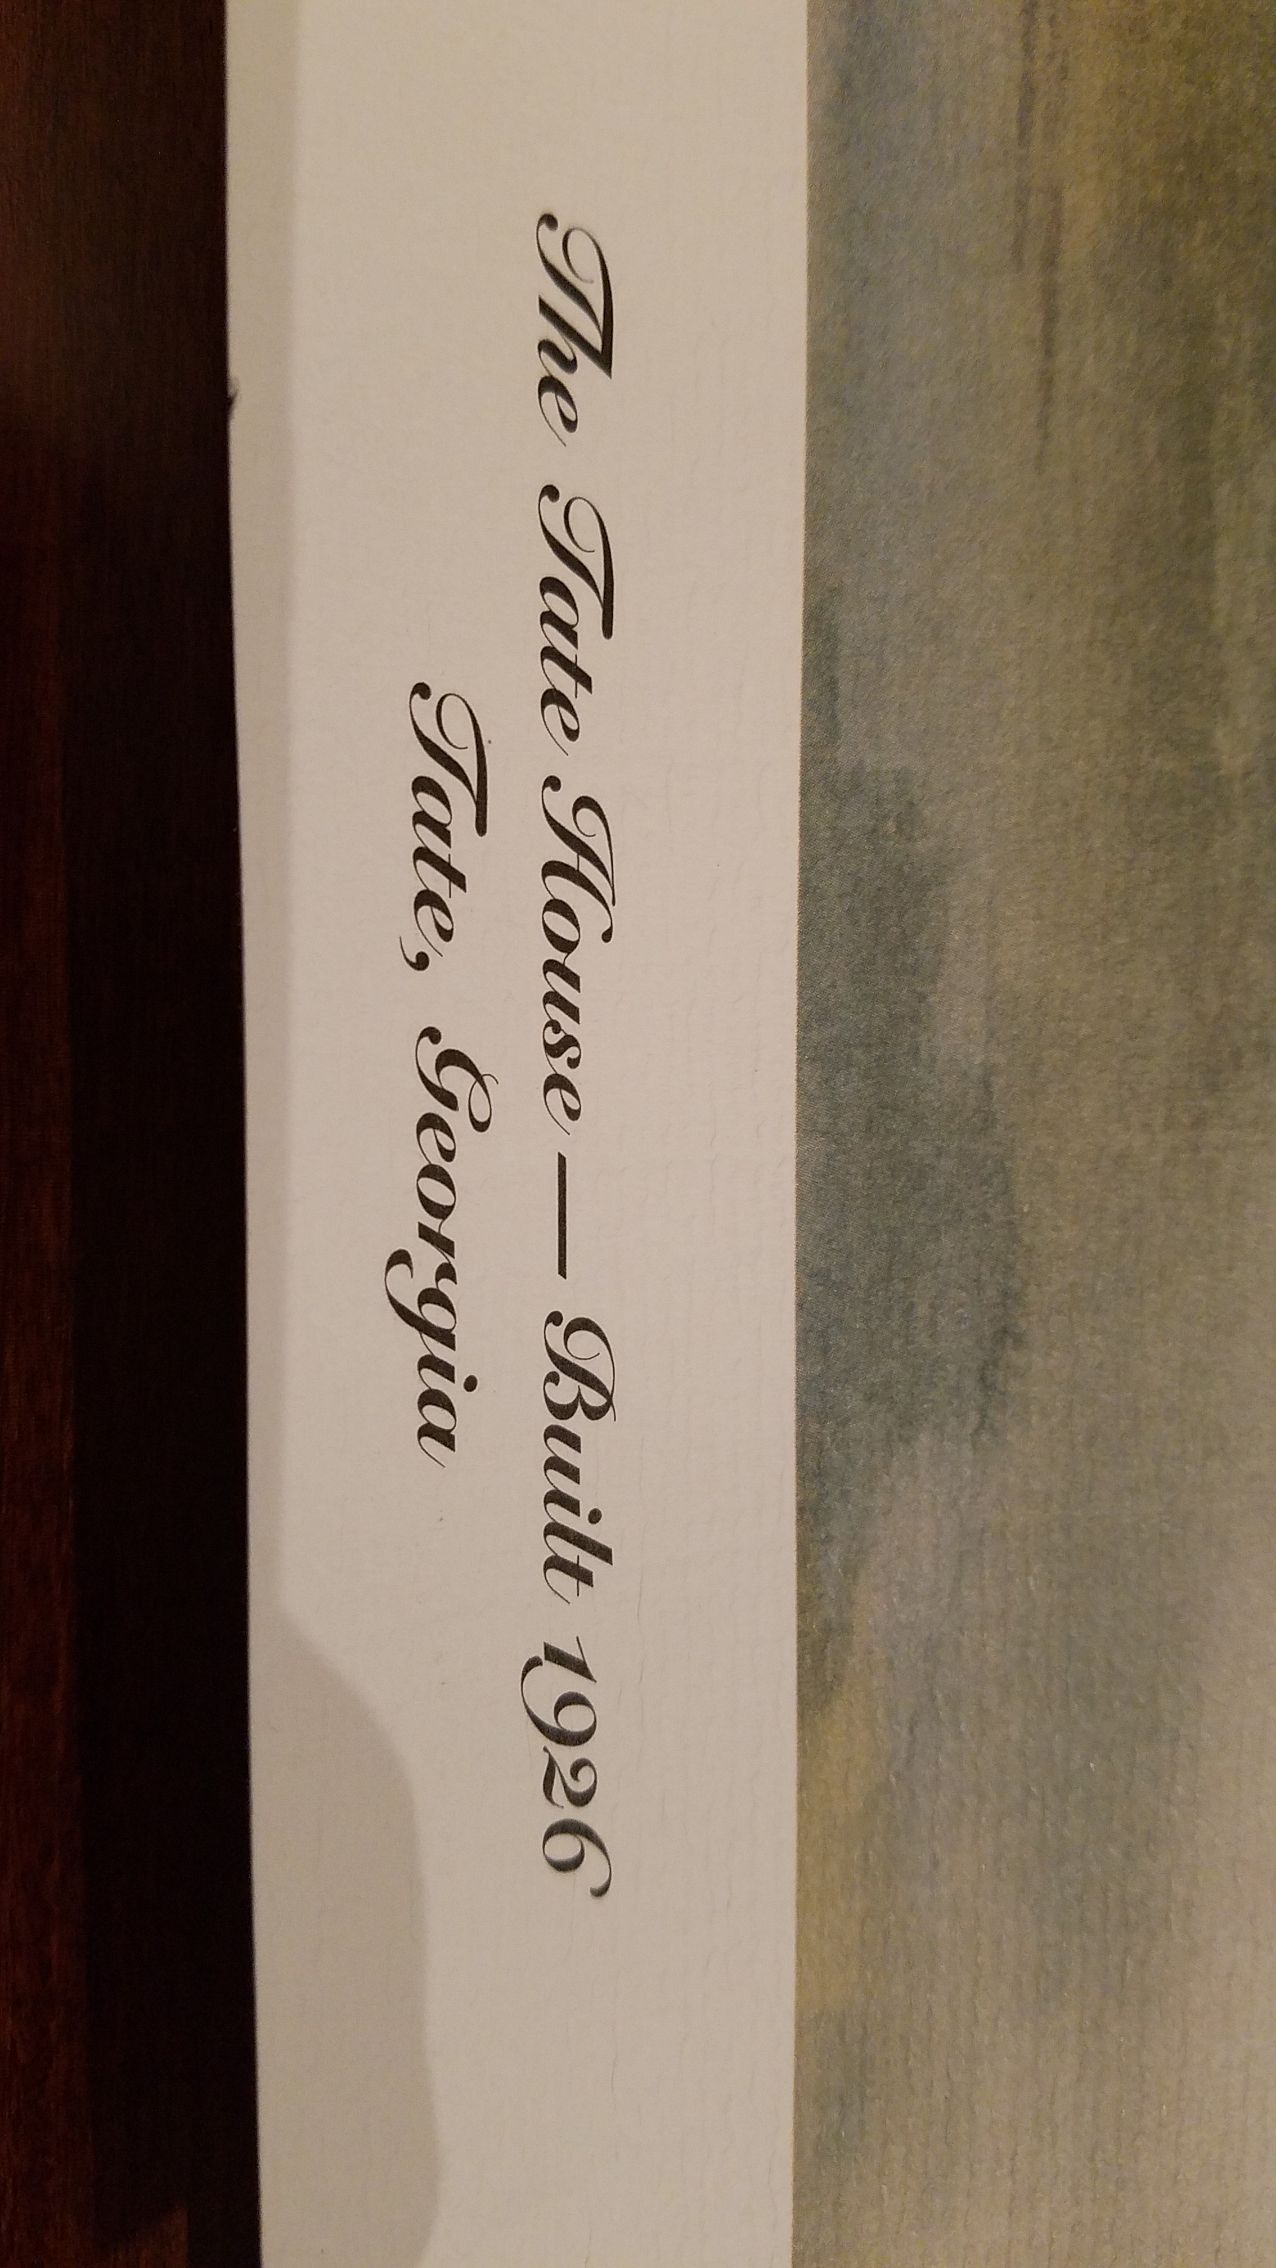 The Tate House — Built 1926
Tate, Georgia